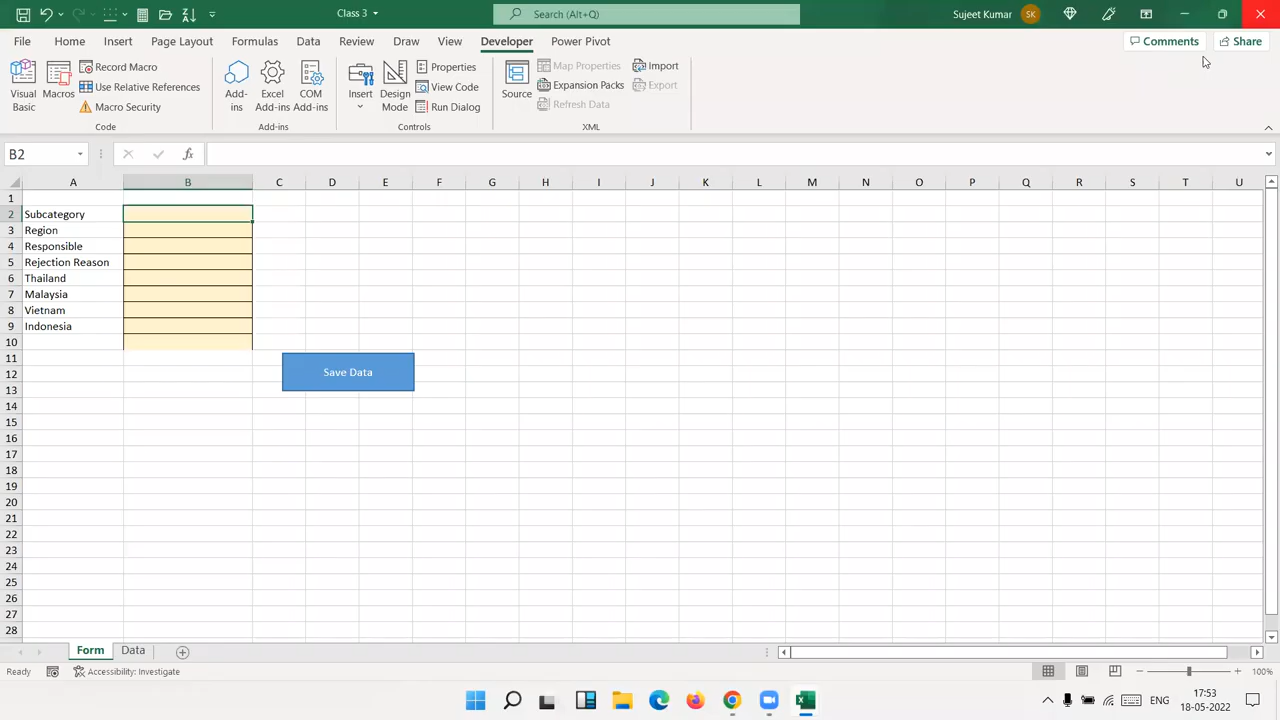 Class 3
Search (Alt+Q)
Sujeet Kumar
SK
File
Home
Insert
Page Layout
Formulas
Data
Review
Draw
View
Developer
Power Pivot
Comments
Share
Visual Basic
Macros
Record Macro
Use Relative References
Macro Security
Code
Add-ins
Excel Add-ins
COM Add-ins
Add-ins
Insert
Design Mode
Properties
View Code
Run Dialog
Controls
Source
Map Properties
Expansion Packs
Refresh Data
Import
Export
XML
B2
fx
A B C D E F G H I J K L M N O P Q R S T U
1
2 Subcategory
3 Region
4 Responsible
5 Rejection Reason
6 Thailand
7 Malaysia
8 Vietnam
9 Indonesia
10
11
12 Save Data
13
14
15
16
17
18
19
20
21
22
23
24
25
26
27
28
Form
Data
Ready
Accessibility: Investigate
100%
ENG
17:53
18-05-2022